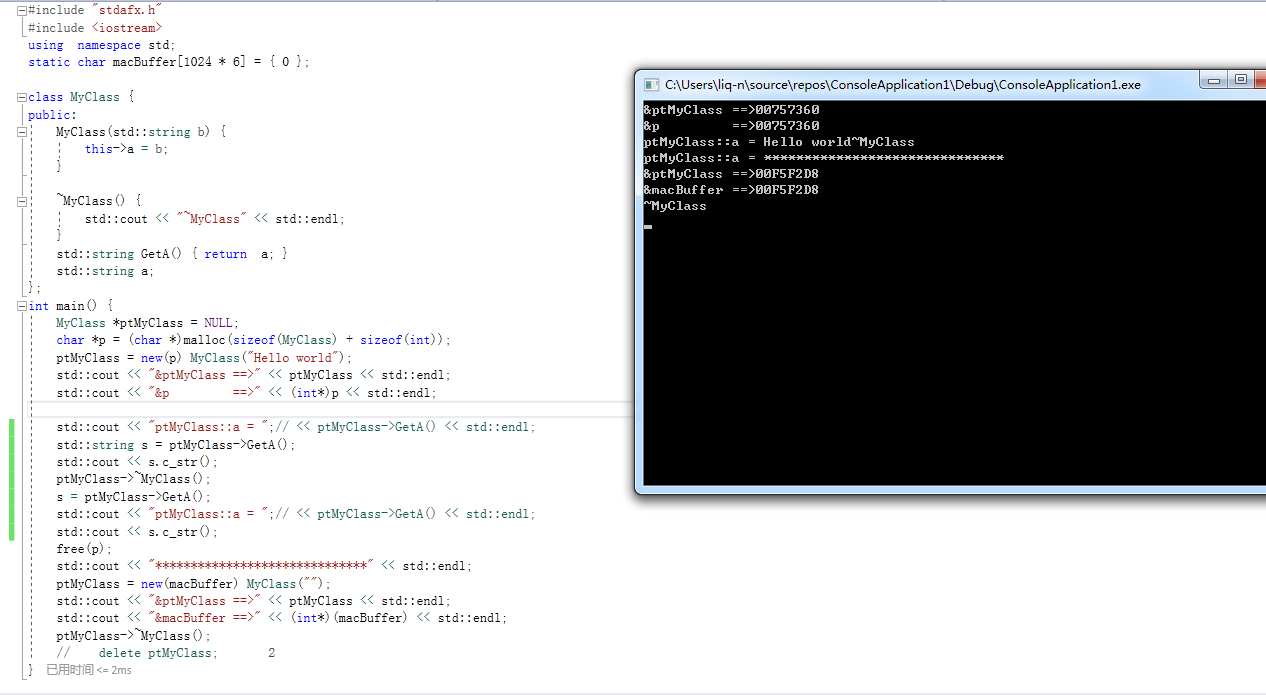 #include "stdafx.h"
#include <iostream>
using  namespace std;
static char macBuffer[1024 * 6] = { 0 };
class MyClass {
public:
    MyClass(std::string b) {
        this->a = b;
    }
    ~MyClass() {
        std::cout << "~MyClass" << std::endl;
    }
    std::string GetA() { return  a; }
    std::string a;
};
int main() {
    MyClass *ptMyClass = NULL;
    char *p = (char *)malloc(sizeof(MyClass) + sizeof(int));
    ptMyClass = new(p) MyClass("Hello world");
    std::cout << "&ptMyClass ==>" << ptMyClass << std::endl;
    std::cout << "&p         ==>" << (int*)p << std::endl;
    std::cout << "ptMyClass::a = ";// << ptMyClass->GetA() << std::endl;
    std::string s = ptMyClass->GetA();
    std::cout << s.c_str();
    ptMyClass->~MyClass();
    s = ptMyClass->GetA();
    std::cout << "ptMyClass::a = ";// << ptMyClass->GetA() << std::endl;
    std::cout << s.c_str();
    free(p);
    std::cout << "******************************" << std::endl;
    ptMyClass = new(macBuffer) MyClass("");
    std::cout << "&ptMyClass ==>" << ptMyClass << std::endl;
    std::cout << "&macBuffer ==>" << (int*)(macBuffer) << std::endl;
    ptMyClass->~MyClass();
    //    delete ptMyClass;       2
} 已用时间 <= 2ms
C:\Users\liq-n\source\repos\ConsoleApplication1\Debug\ConsoleApplication1.exe
&ptMyClass ==>00757360
&p         ==>00757360
ptMyClass::a = Hello world~MyClass
ptMyClass::a = ******************************
&ptMyClass ==>00F5F2D8
&macBuffer ==>00F5F2D8
~MyClass